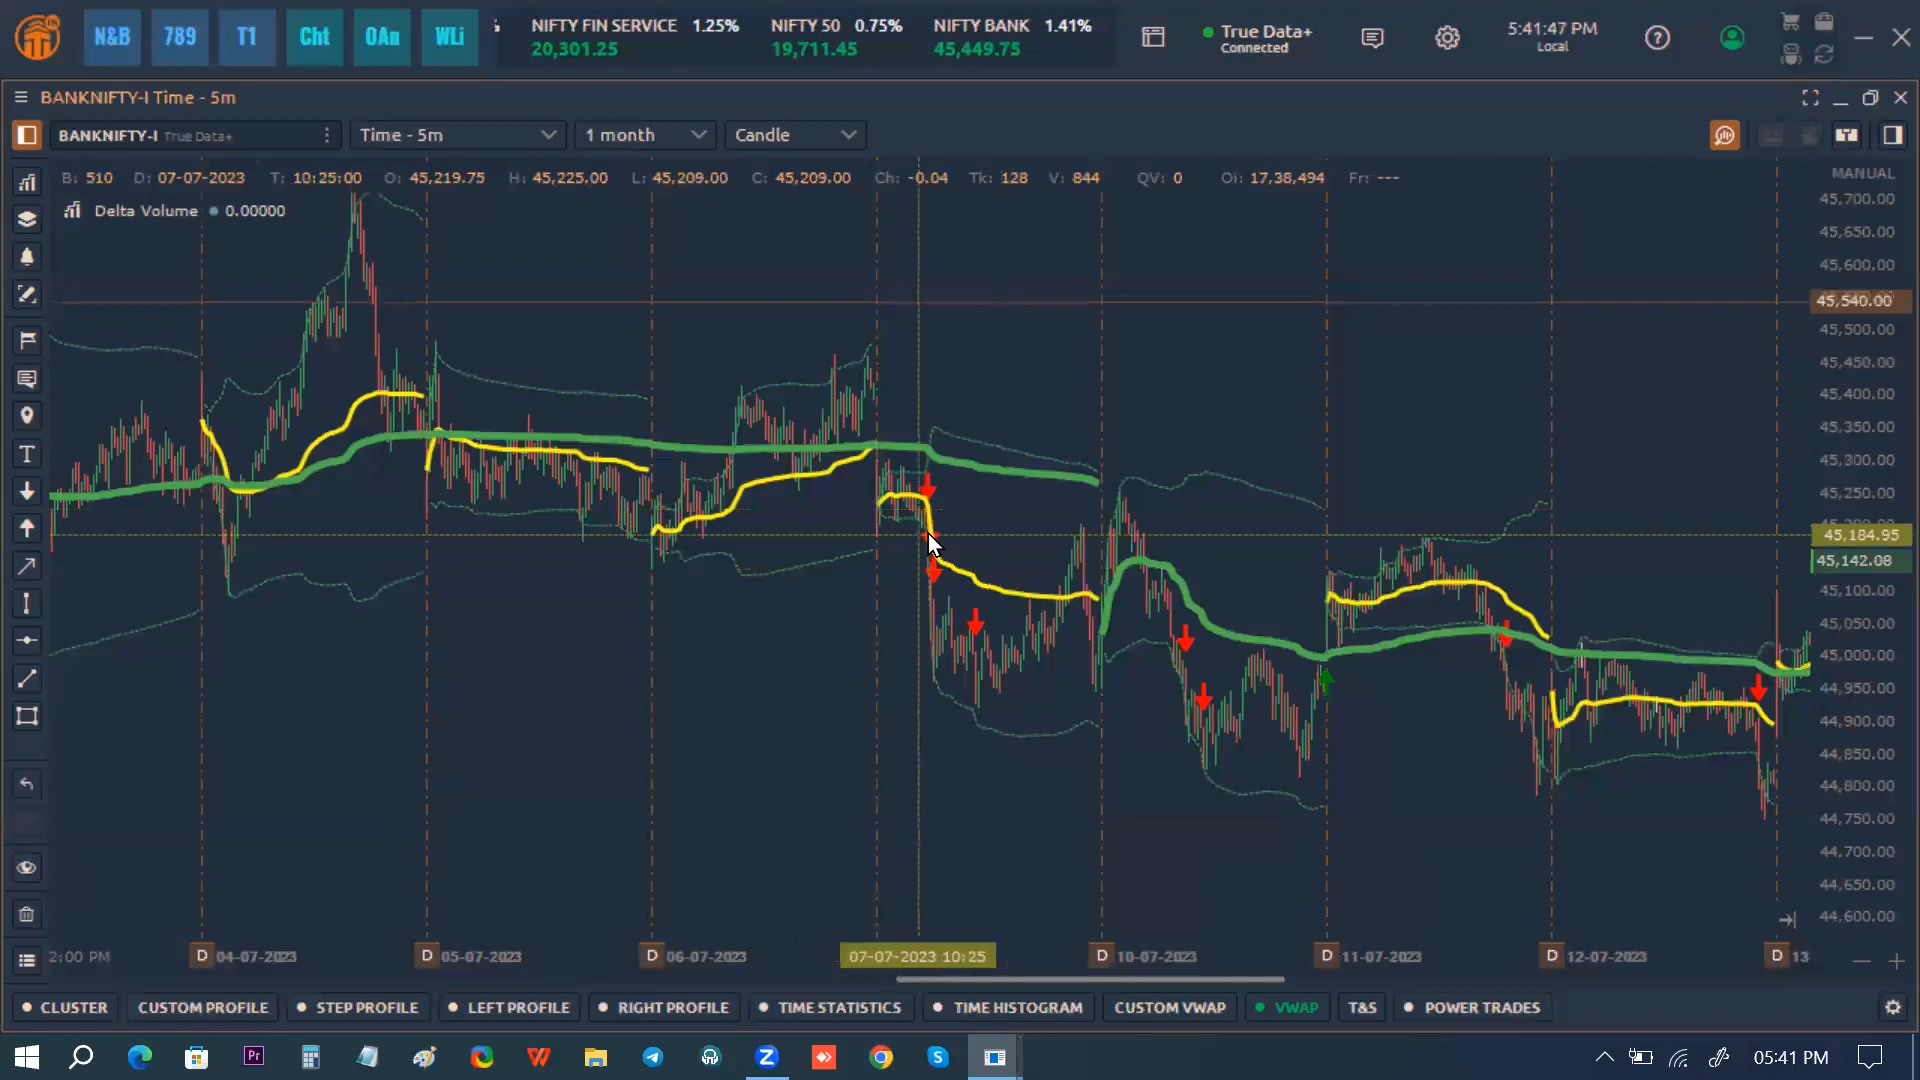 N&B 789 T1 Cht OAn WLi
NIFTY FIN SERVICE 1.25% NIFTY 50 0.75% NIFTY BANK 1.41%
20,301.25 19,711.45 45,449.75
True Data+
Connected
5:41:47 PM
Local
BANKNIFTY-I Time - 5m
BANKNIFTY-I True Data+ Time - 5m 1 month Candle
B: 510 D: 07-07-2023 T: 10:25:00 O: 45,219.75 H: 45,225.00 L: 45,209.00 C: 45,209.00 Ch: -0.04 Tk: 128 V: 844 QV: 0 OI: 17,38,494 Fr: ---
Delta Volume 0.00000
MANUAL
45,700.00
45,650.00
45,600.00
45,540.00
45,500.00
45,450.00
45,400.00
45,350.00
45,300.00
45,250.00
45,184.95
45,142.08
45,100.00
45,050.00
45,000.00
44,950.00
44,900.00
44,850.00
44,800.00
44,750.00
44,700.00
44,650.00
44,600.00
2:00 PM D 04-07-2023 D 05-07-2023 D 06-07-2023 07-07-2023 10:25 D 10-07-2023 D 11-07-2023 D 12-07-2023 D 13
CLUSTER CUSTOM PROFILE STEP PROFILE LEFT PROFILE RIGHT PROFILE TIME STATISTICS TIME HISTOGRAM CUSTOM VWAP VWAP T&S POWER TRADES
05:41 PM